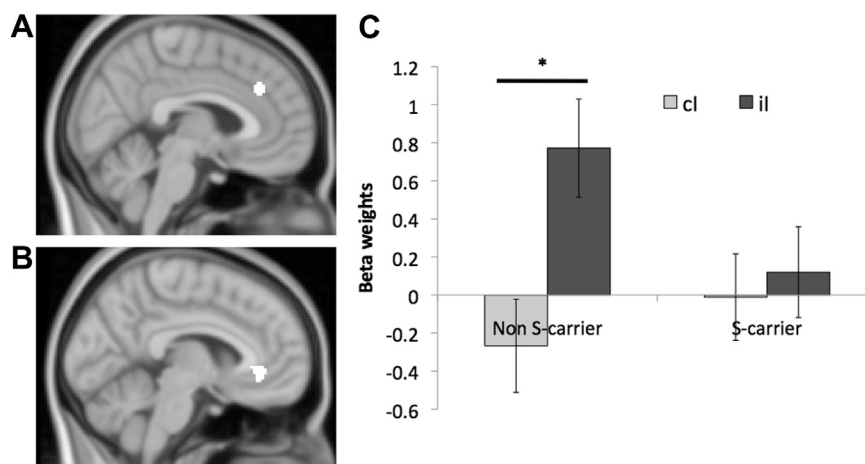 A
B
C
Beta weights
1.2
1
0.8
0.6
0.4
0.2
0
-0.2
-0.4
-0.6
*
cl
il
Non S-carrier
S-carrier